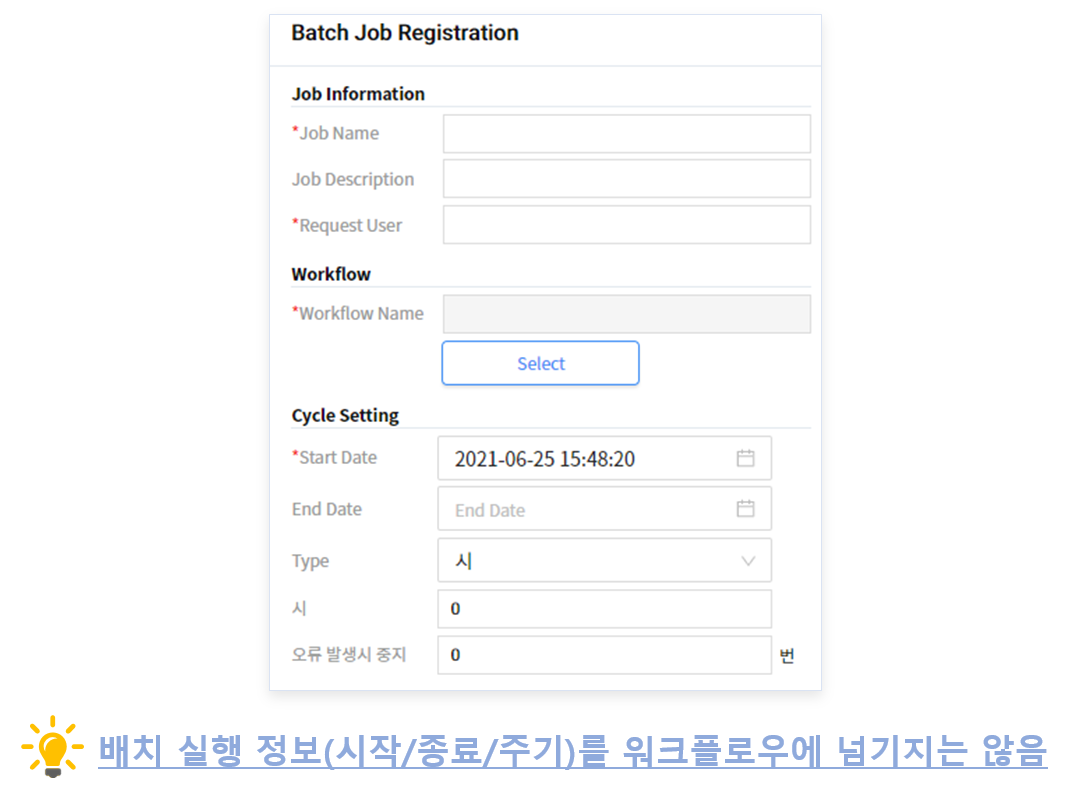 Batch Job Registration
Job Information
*Job Name
Job Description
*Request User
Workflow
*Workflow Name
Select
Cycle Setting
*Start Date 2021-06-25 15:48:20
End Date End Date
Type 시
시 0
오류 발생시 중지 0 번
배치 실행 정보(시작/종료/주기)를 워크플로우에 넘기지는 않음